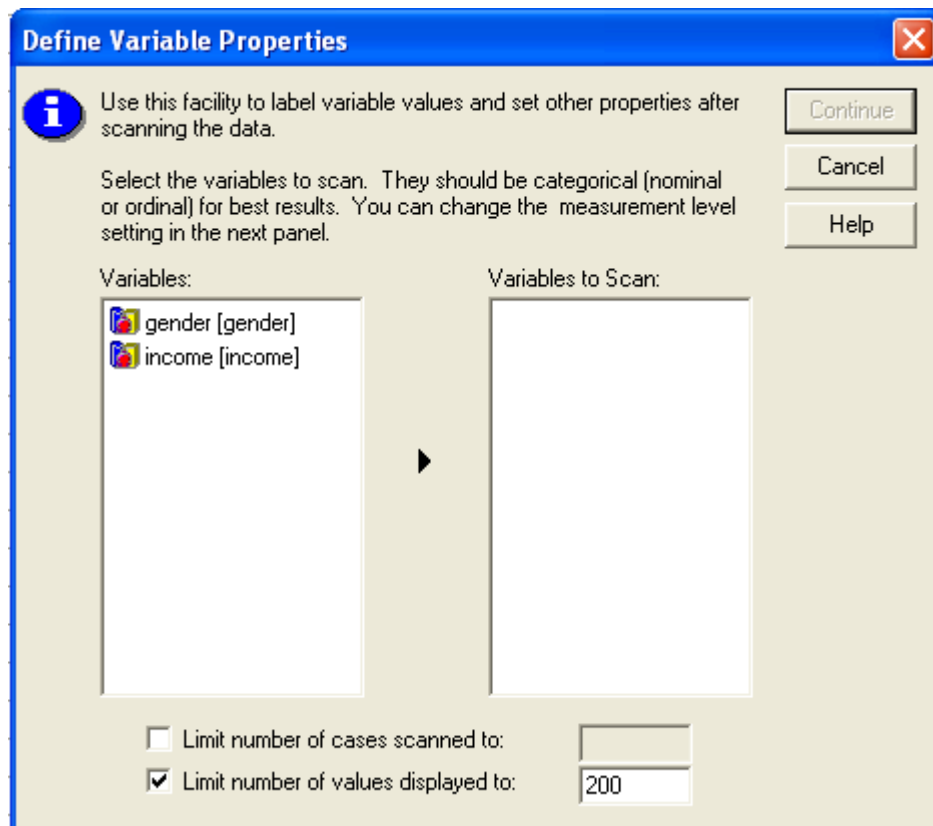 Define Variable Properties
Use this facility to label variable values and set other properties after
scanning the data.
Continue
Cancel
Help
Select the variables to scan.  They should be categorical (nominal
or ordinal) for best results.  You can change the  measurement level
setting in the next panel.
Variables:
Variables to Scan:
gender [gender]
income [income]
Limit number of cases scanned to:
Limit number of values displayed to:
200